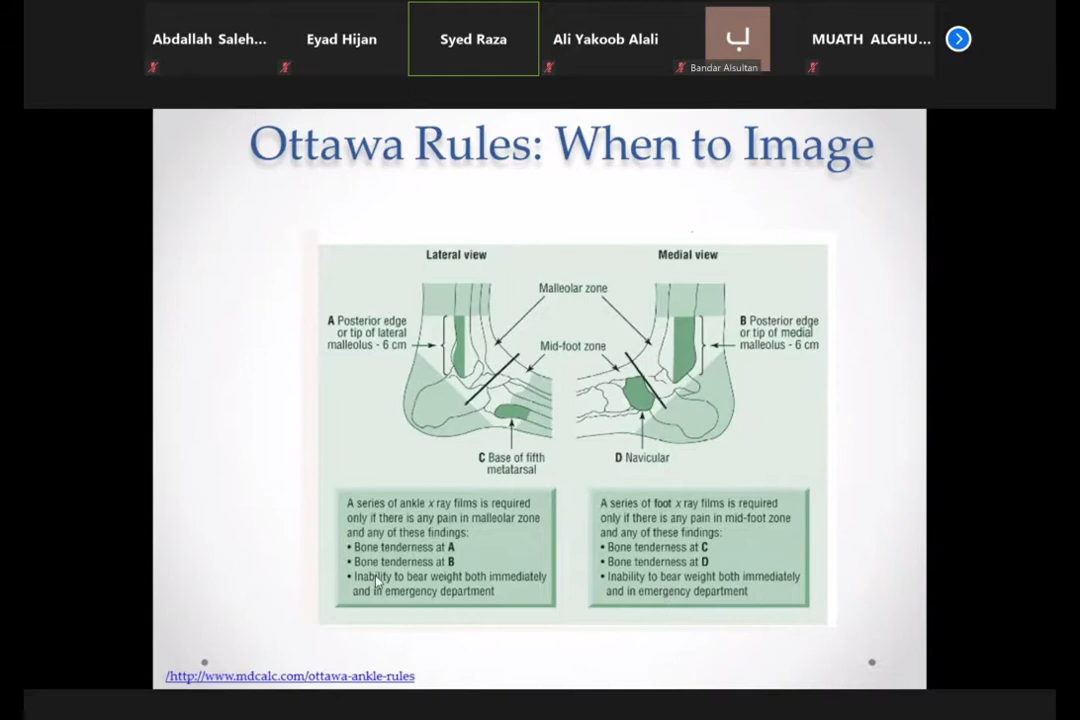 Abdallah Saleh...
Eyad Hijan
Syed Raza
Ali Yakoob Alali
ب
Bandar Alsultan
MUATH ALGHU...
Ottawa Rules: When to Image
Lateral view
Medial view
Malleolar zone
A Posterior edge
or tip of lateral
malleolus - 6 cm
B Posterior edge
or tip of medial
malleolus - 6 cm
Mid-foot zone
C Base of fifth
metatarsal
D Navicular
A series of ankle x ray films is required
only if there is any pain in malleolar zone
and any of these findings:
• Bone tenderness at A
• Bone tenderness at B
• Inability to bear weight both immediately
and in emergency department
A series of foot x ray films is required
only if there is any pain in mid-foot zone
and any of these findings:
• Bone tenderness at C
• Bone tenderness at D
• Inability to bear weight both immediately
and in emergency department
/http://www.mdcalc.com/ottawa-ankle-rules